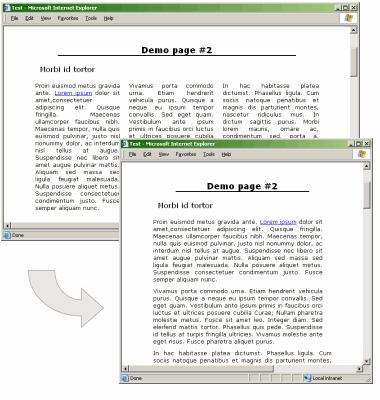 Test - Microsoft Internet Explorer
File Edit View Favorites Tools Help
Demo page #2
Morbi id tortor
Proin euismod metus gravida
ante. Lorem ipsum dolor sit
amet,consectetuer
adipiscing elit. Quisque
fringilla. Maecenas
ullamcorper faucibus nibh.
Maecenas tempor, nulla quis
euismod pulvinar, justo nisl
nonummy dolor, ac interdum
nisl tellus at augue.
Suspendisse nec libero sit
amet augue pulvinar mattis.
Aliquam sed massa sed
ligula feugiat malesuada.
Nulla posuere aliquet metus.
Suspendisse consectetuer
condimentum justo. Fusce
semper aliquam nunc.
Vivamus porta commodo
urna. Etiam hendrerit
vehicula purus. Quisque a
neque eu ipsum tempor
convallis. Sed eget quam.
Vestibulum ante ipsum
primis in faucibus orci luctus
et ultrices posuere cubilia
In hac habitasse platea
dictumst. Phasellus ligula. Cum
sociis natoque penatibus et
magnis dis parturient montes,
nascetur ridiculus mus. In
dictum sagittis purus. Morbi
lorem mauris, ornare ac,
condimentum sed, porta a,
Done
Test - Microsoft Internet Explorer
File Edit View Favorites Tools Help
Demo page #2
Morbi id tortor
Proin euismod metus gravida ante. Lorem ipsum dolor sit
amet,consectetuer adipiscing elit. Quisque fringilla.
Maecenas ullamcorper faucibus nibh. Maecenas tempor,
nulla quis euismod pulvinar, justo nisl nonummy dolor, ac
interdum nisl tellus at augue. Suspendisse nec libero sit
amet augue pulvinar mattis. Aliquam sed massa sed
ligula feugiat malesuada. Nulla posuere aliquet metus.
Suspendisse consectetuer condimentum justo. Fusce
semper aliquam nunc.
Vivamus porta commodo urna. Etiam hendrerit vehicula
purus. Quisque a neque eu ipsum tempor convallis. Sed
eget quam. Vestibulum ante ipsum primis in faucibus orci
luctus et ultrices posuere cubilia Curae; Nullam pharetra
molestie metus. Fusce sit amet leo. Integer diam. Sed
eleifend mattis tortor. Phasellus quis pede. Suspendisse
id tellus at turpis fringilla ultricies. Vivamus molestie ante
eget risus. Fusce pharetra aliquet purus.
In hac habitasse platea dictumst. Phasellus ligula. Cum
sociis natoque penatibus et magnis dis parturient montes,
Done
Local intranet